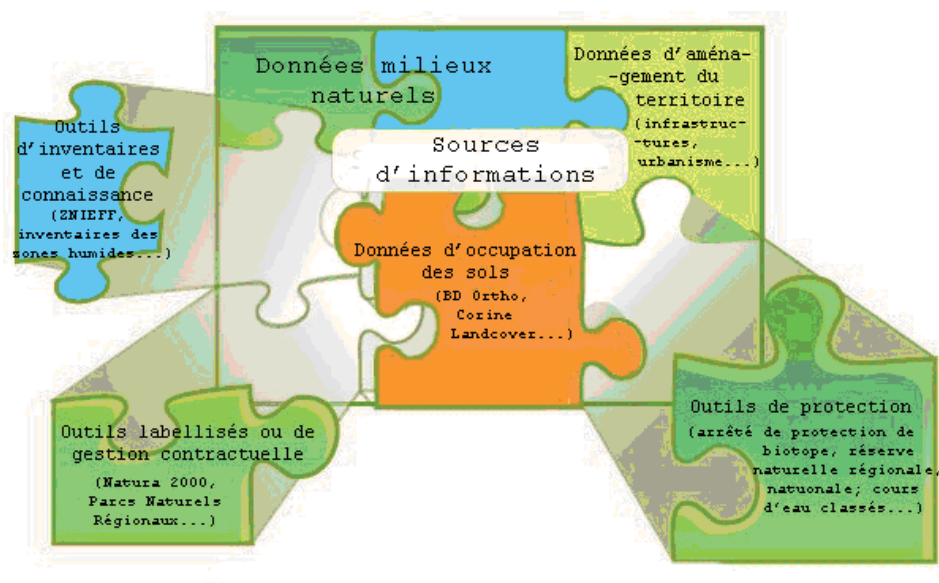 Données milieux
naturels
Données d'aména-
-gement du
territoire
(infrastruc-
-tures,
urbanisme...)
Sources
d'informations
Outils
d'inventaires
et de
connaissance
(ZNIEFF,
inventaires des
zones humides...)
Données d'occupation
des sols
(BD Ortho,
Corine
Landcover...)
Outils labellisés ou de
gestion contractuelle
(Natura 2000,
Parcs Naturels
Régionaux...)
Outils de protection
(arrêté de protection de
biotope, réserve
naturelle régionale,
natuonale; cours
d'eau classés...)